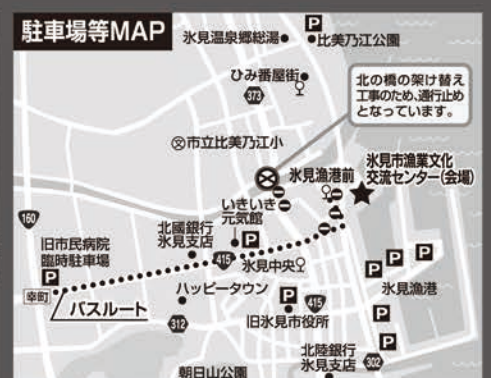 駐車場等MAP
P
氷見温泉郷総湯
比美乃江公園
ひみ番屋街
373
北の橋の架け替え
工事のため、通行止め
となっています。
文市立比美乃江小
氷見漁港前
氷見市漁業文化
交流センター(会場)
160
いきいき
元気館
P
北國銀行
氷見支店
旧市民病院
臨時駐車場
P
415
氷見中央
P
P
氷見漁港
幸町
バスルート
ハッピータウン
P
415
旧氷見市役所
P
312
P
北陸銀行
氷見支店
302
P
朝日山公園